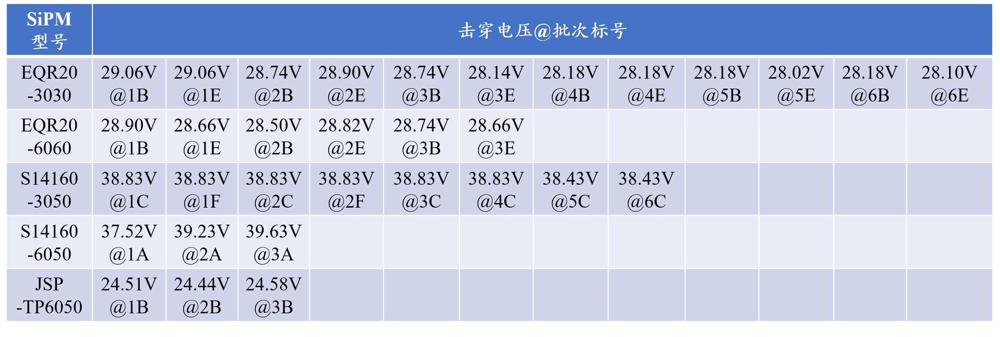 SiPM
型号
击穿电压@批次标号
EQR20
-3030
29.06V
@1B
29.06V
@1E
28.74V
@2B
28.90V
@2E
28.74V
@3B
28.14V
@3E
28.18V
@4B
28.18V
@4E
28.18V
@5B
28.02V
@5E
28.18V
@6B
28.10V
@6E
EQR20
-6060
28.90V
@1B
28.66V
@1E
28.50V
@2B
28.82V
@2E
28.74V
@3B
28.66V
@3E
S14160
-3050
38.83V
@1C
38.83V
@1F
38.83V
@2C
38.83V
@2F
38.83V
@3C
38.83V
@4C
38.43V
@5C
38.43V
@6C
S14160
-6050
37.52V
@1A
39.23V
@2A
39.63V
@3A
JSP
-TP6050
24.51V
@1B
24.44V
@2B
24.58V
@3B